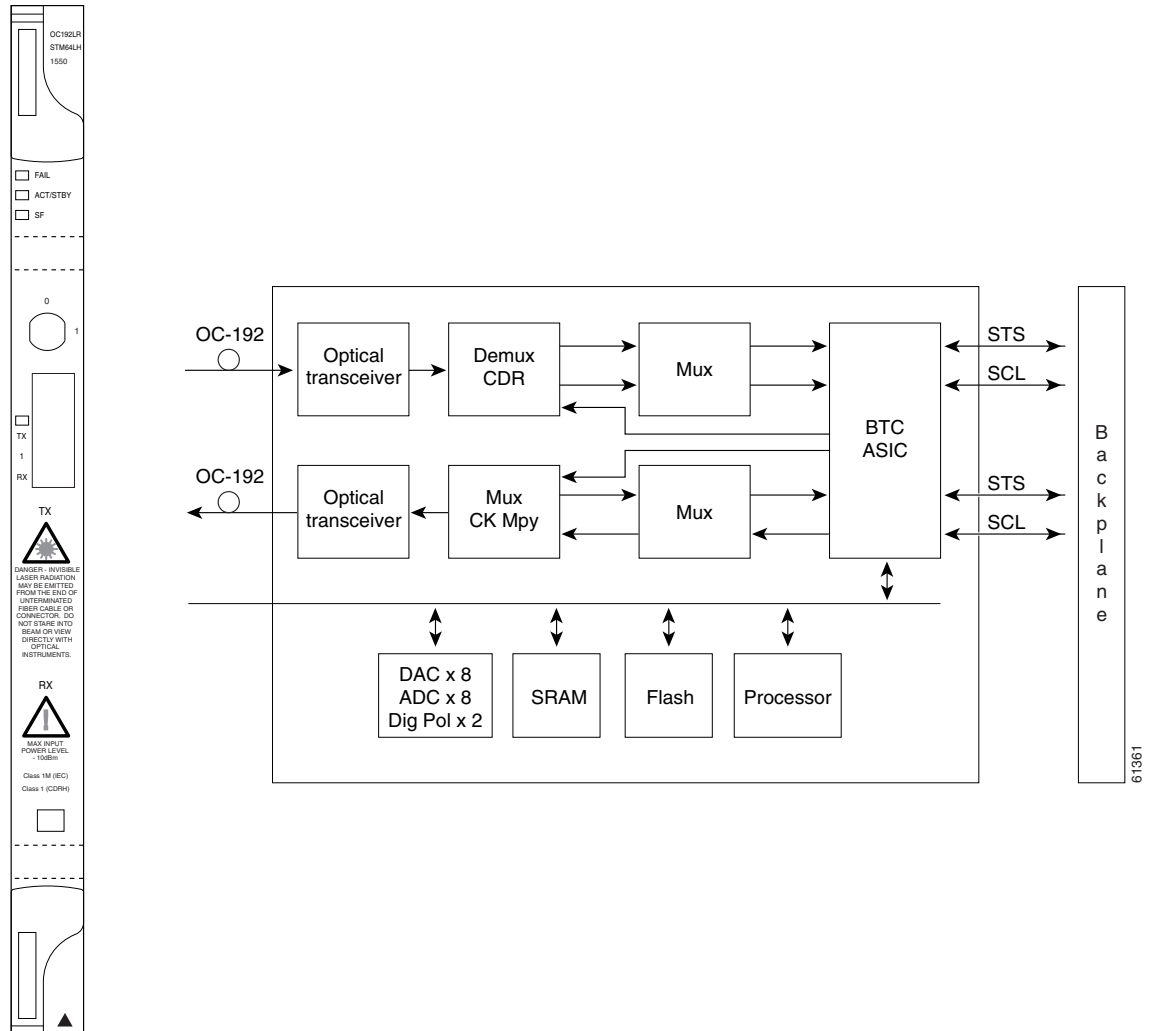 OC192LR
STM64LH
1550
FAIL
ACT/STBY
SF
0
1
TX
1
RX
TX
DANGER - INVISIBLE
LASER RADIATION
MAY BE EMITTED
FROM THE END OF
UNTERMINATED
FIBER CABLE OR
CONNECTOR. DO
NOT STARE INTO
BEAM OR VIEW
DIRECTLY WITH
OPTICAL
INSTRUMENTS.
RX
!
MAX INPUT
POWER LEVEL
- 10dBm
Class 1M (IEC)
Class 1 (CDRH)
OC-192
Optical
transceiver
Demux
CDR
Mux
BTC
ASIC
STS
SCL
OC-192
Optical
transceiver
Mux
CK Mpy
Mux
STS
SCL
DAC x 8
ADC x 8
Dig Pol x 2
SRAM
Flash
Processor
Backplane
61361